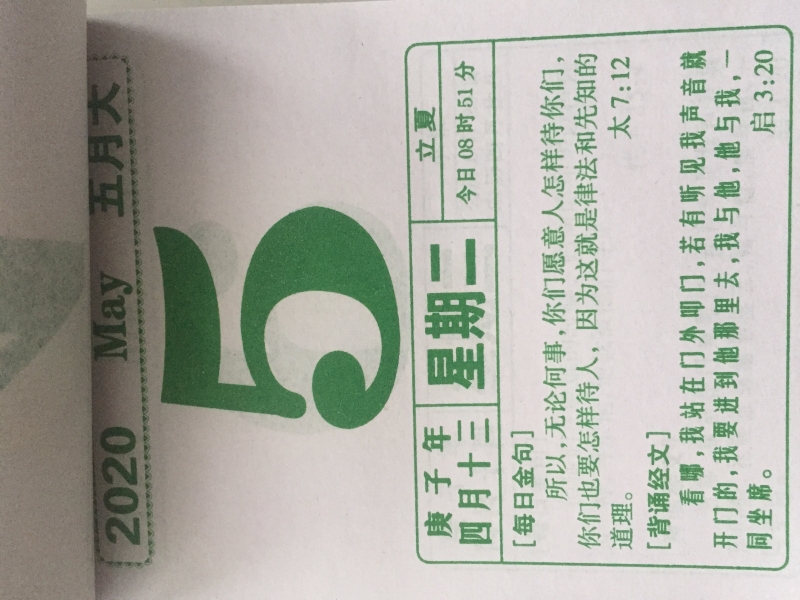 2020 May 五月大
5
庚子年
四月十三
星期二
立夏
今日08时51分
[每日金句]
所以,无论何事,你们愿意人怎样待你们,
你们也要怎样待人，因为这就是律法和先知的
道理。 太 7:12
[背诵经文]
看哪,我站在门外叩门,若有听见我声音就
开门的,我要进到他那里去,我与他,他与我,一
同坐席。 启 3:20